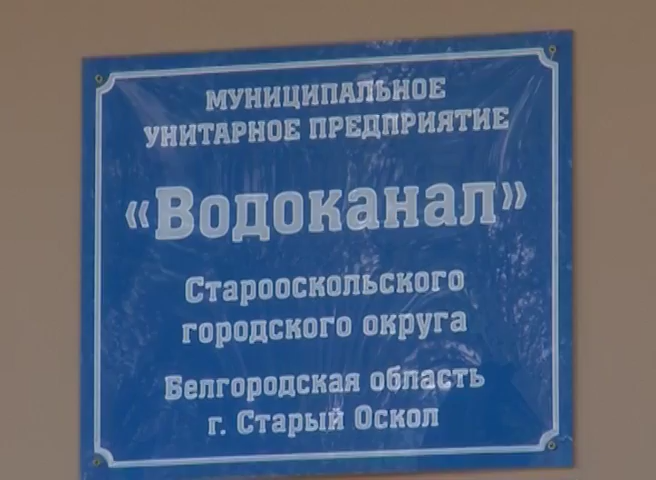 МУНИЦИПАЛЬНОЕ
УНИТАРНОЕ ПРЕДПРИЯТИЕ
«Водоканал»
Старооскольского
городского округа
Белгородская область
г. Старый Оскол